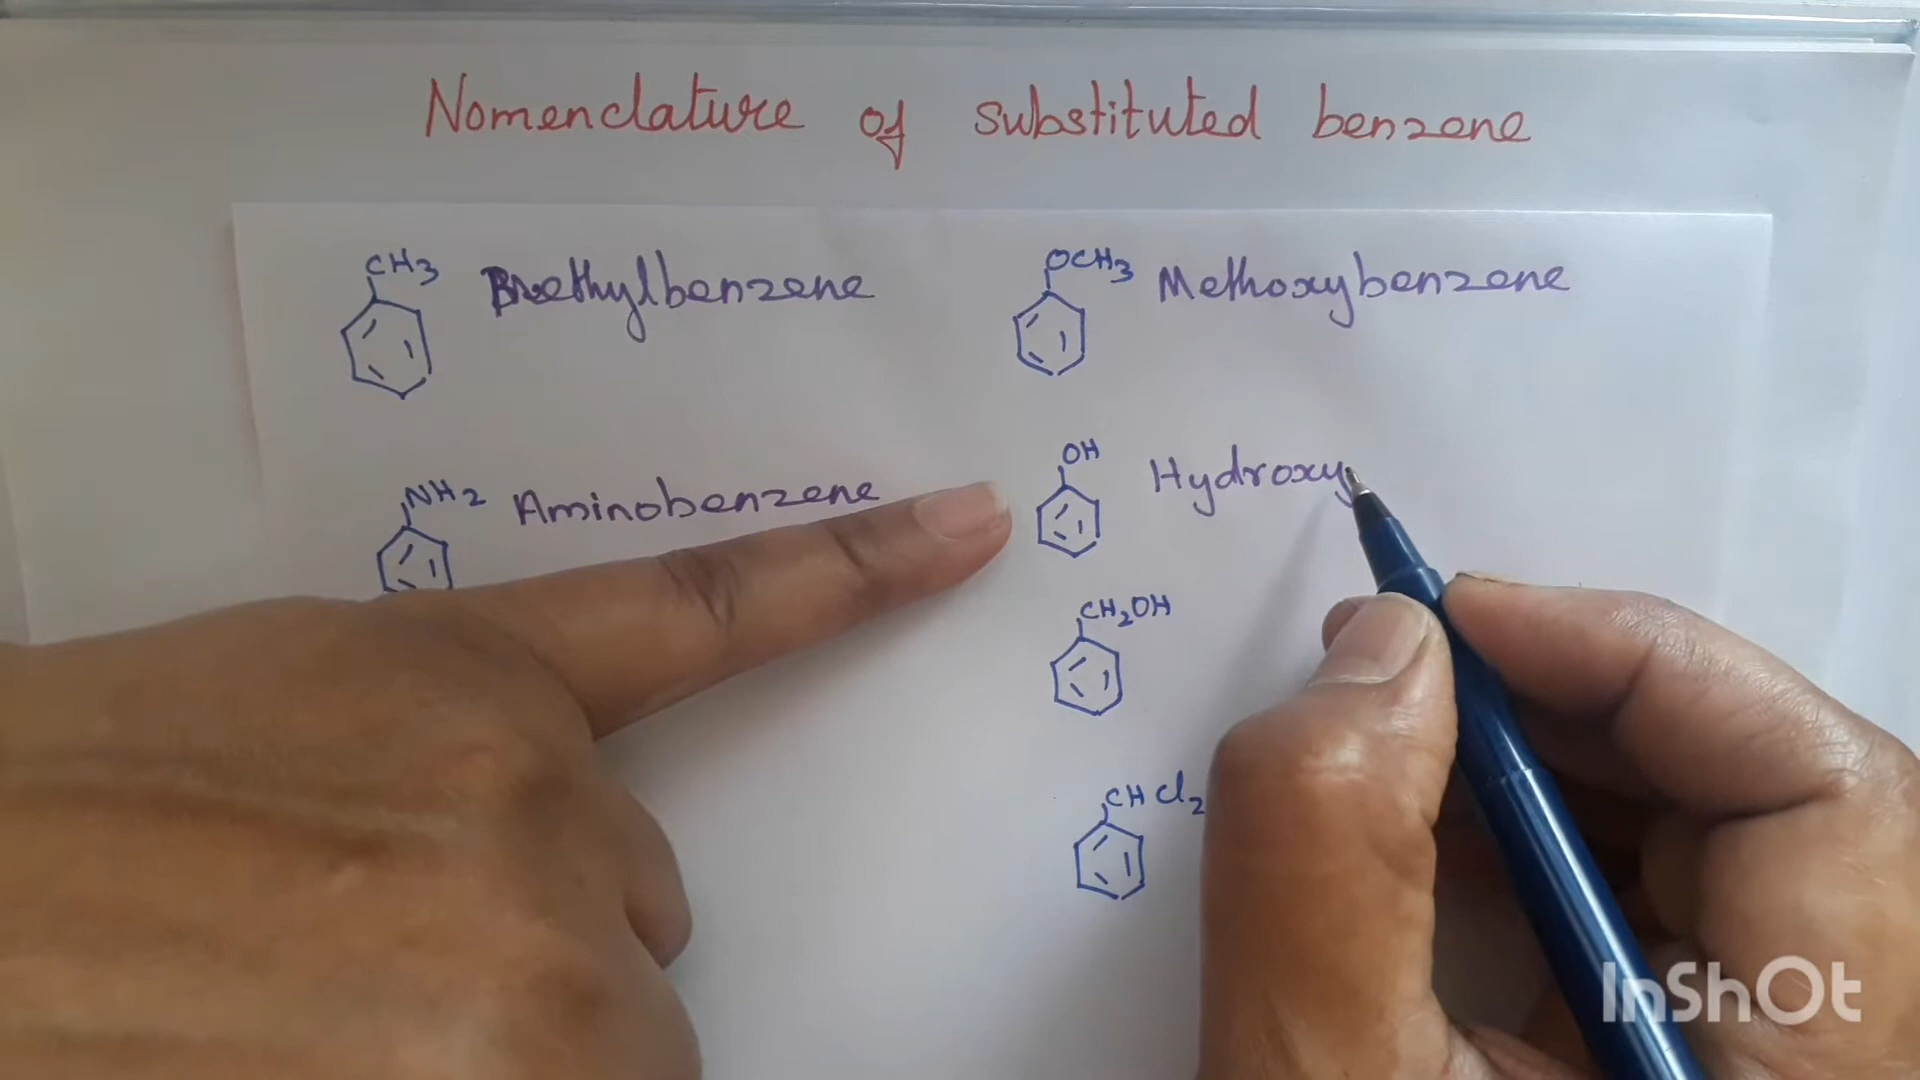 Nomenclature of substituted benzene
CH3 Methylbenzene
OCH3 Methoxybenzene
NH2 Aminobenzene
OH Hydroxy
CH2OH
CHCl2
InShOt